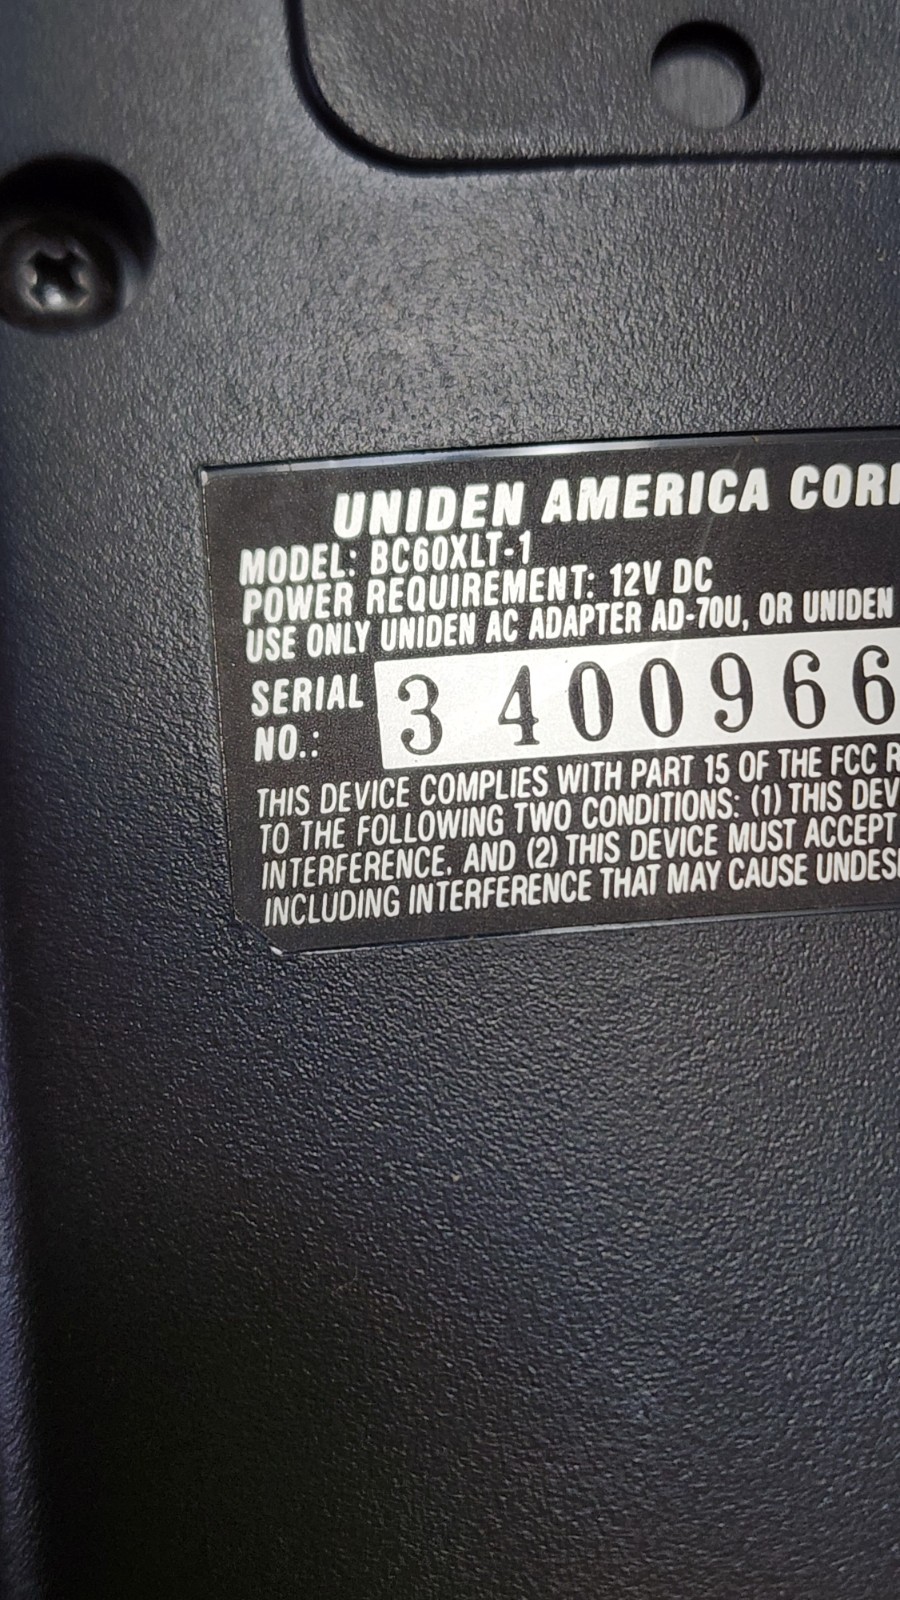 UNIDEN AMERICA COR
MODEL: BC60XLT-1
POWER REQUIREMENT: 12V DC
USE ONLY UNIDEN AC ADAPTER AD-70U, OR UNIDEN
SERIAL NO.: 3 400966
THIS DEVICE COMPLIES WITH PART 15 OF THE FCC R
TO THE FOLLOWING TWO CONDITIONS: (1) THIS DEV
INTERFERENCE, AND (2) THIS DEVICE MUST ACCEPT
INCLUDING INTERFERENCE THAT MAY CAUSE UNDES